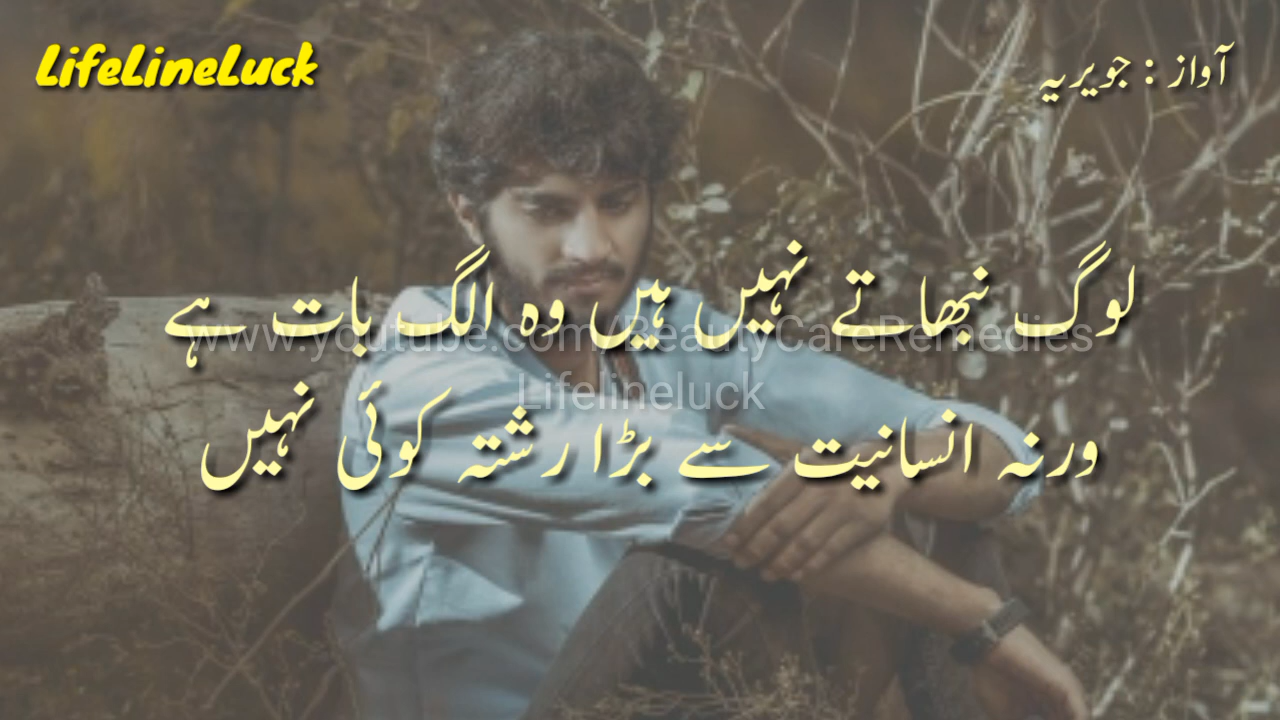 LifeLineLuck
آواز : جویریہ
لوگ نبھاتے نہیں ہیں وہ الگ بات ہے
www.youtube.com/BeautyCareRemedies
Lifelineluck
ورنہ انسانیت سے بڑا رشتہ کوئی نہیں